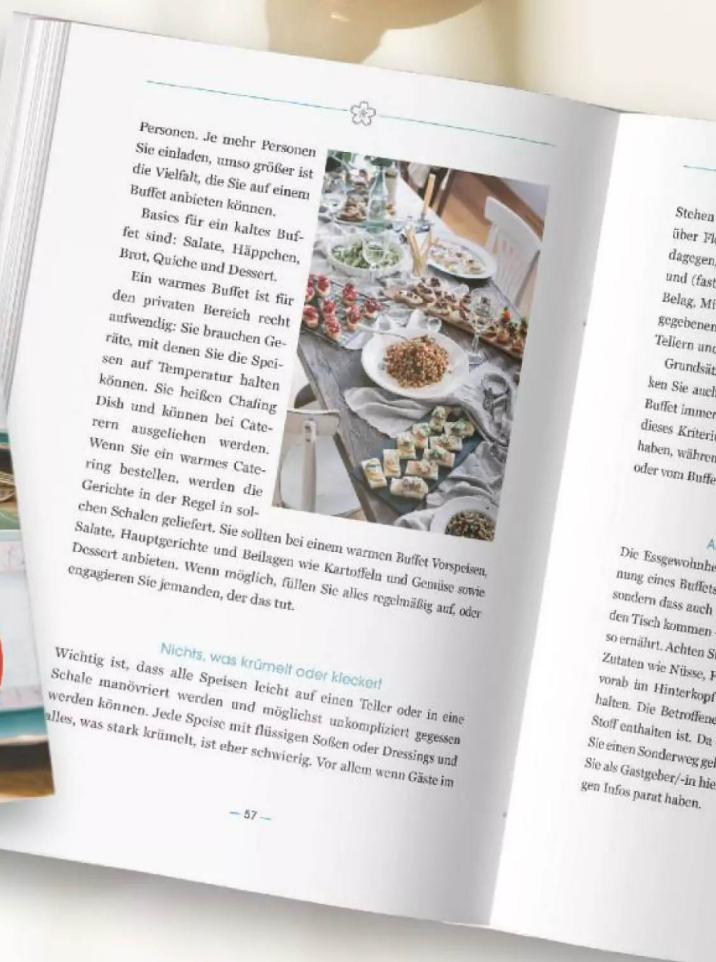 Personen. Je mehr Personen
Sie einladen, umso größer ist
die Vielfalt, die Sie auf einem
Buffet anbieten können.
Basics für ein kaltes Buf-
fet sind: Salate, Häppchen,
Brot, Quiche und Dessert.
Ein warmes Buffet ist für
den privaten Bereich recht
aufwendig: Sie brauchen Ge-
räte, mit denen Sie die Spei-
sen auf Temperatur halten
können. Sie heißen Chafing
Dish und können bei Cate-
rern ausgeliehen werden.
Wenn Sie ein warmes Cate-
ring bestellen, werden die
Gerichte in der Regel in sol-
chen Schalen geliefert. Sie sollten bei einem warmen Buffet Vorspeisen,
Salate, Hauptgerichte und Beilagen wie Kartoffeln und Gemüse sowie
Dessert anbieten. Wenn möglich, füllen Sie alles regelmäßig auf, oder
engagieren Sie jemanden, der das tut.
Nichts, was krümelt oder kleckert
Wichtig ist, dass alle Speisen leicht auf einen Teller oder in eine
Schale manövriert werden und möglichst unkompliziert gegessen
werden können. Jede Speise mit flüssigen Soßen oder Dressings und
alles, was stark krümelt, ist eher schwierig. Vor allem wenn Gäste im
— 57 —
Stehen
über
dagegen,
und (fast
Belag.
gegebenen
Tellern und
ken Sie auch
Buffet immer
dieses
haben,
oder vom
Die
nung eines Buffets
sondern dass auch
den Tisch kommen
so ernährt. Achten
Zutaten wie Nüsse,
vorab im
halten. Die
Stoff enthalten ist. Da
Sie einen Sonderweg
Sie als Gastgeber/-in
gen Infos parat haben.